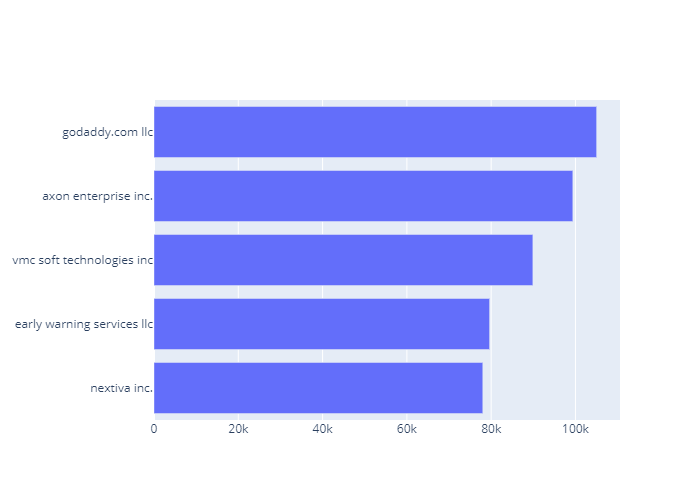 godaddy.com llc
axon enterprise inc.
vmc soft technologies inc
early warning services llc
nextiva inc.
0 20k 40k 60k 80k 100k